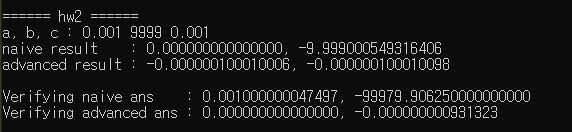 ====== hw2 ======
a, b, c : 0.001 9999 0.001
naive result    : 0.000000000000000, -9.999000549316406
advanced result : -0.000000100010006, -0.000000100010098
Verifying naive ans    : 0.001000000047497, -99979.906250000000000
Verifying advanced ans : 0.000000000000000, -0.000000000931323